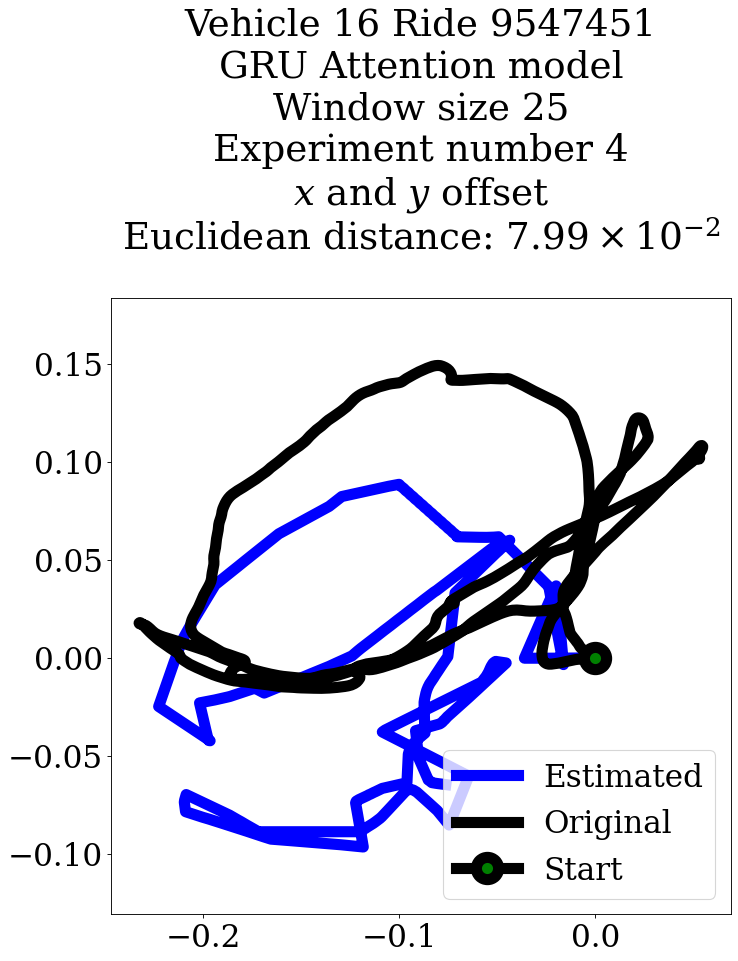 Vehicle 16 Ride 9547451
GRU Attention model
Window size 25
Experiment number 4
x and y offset
Euclidean distance: 7.99 × 10⁻²
0.15
0.10
0.05
0.00
−0.05
−0.10
−0.2
−0.1
0.0
Estimated
Original
Start